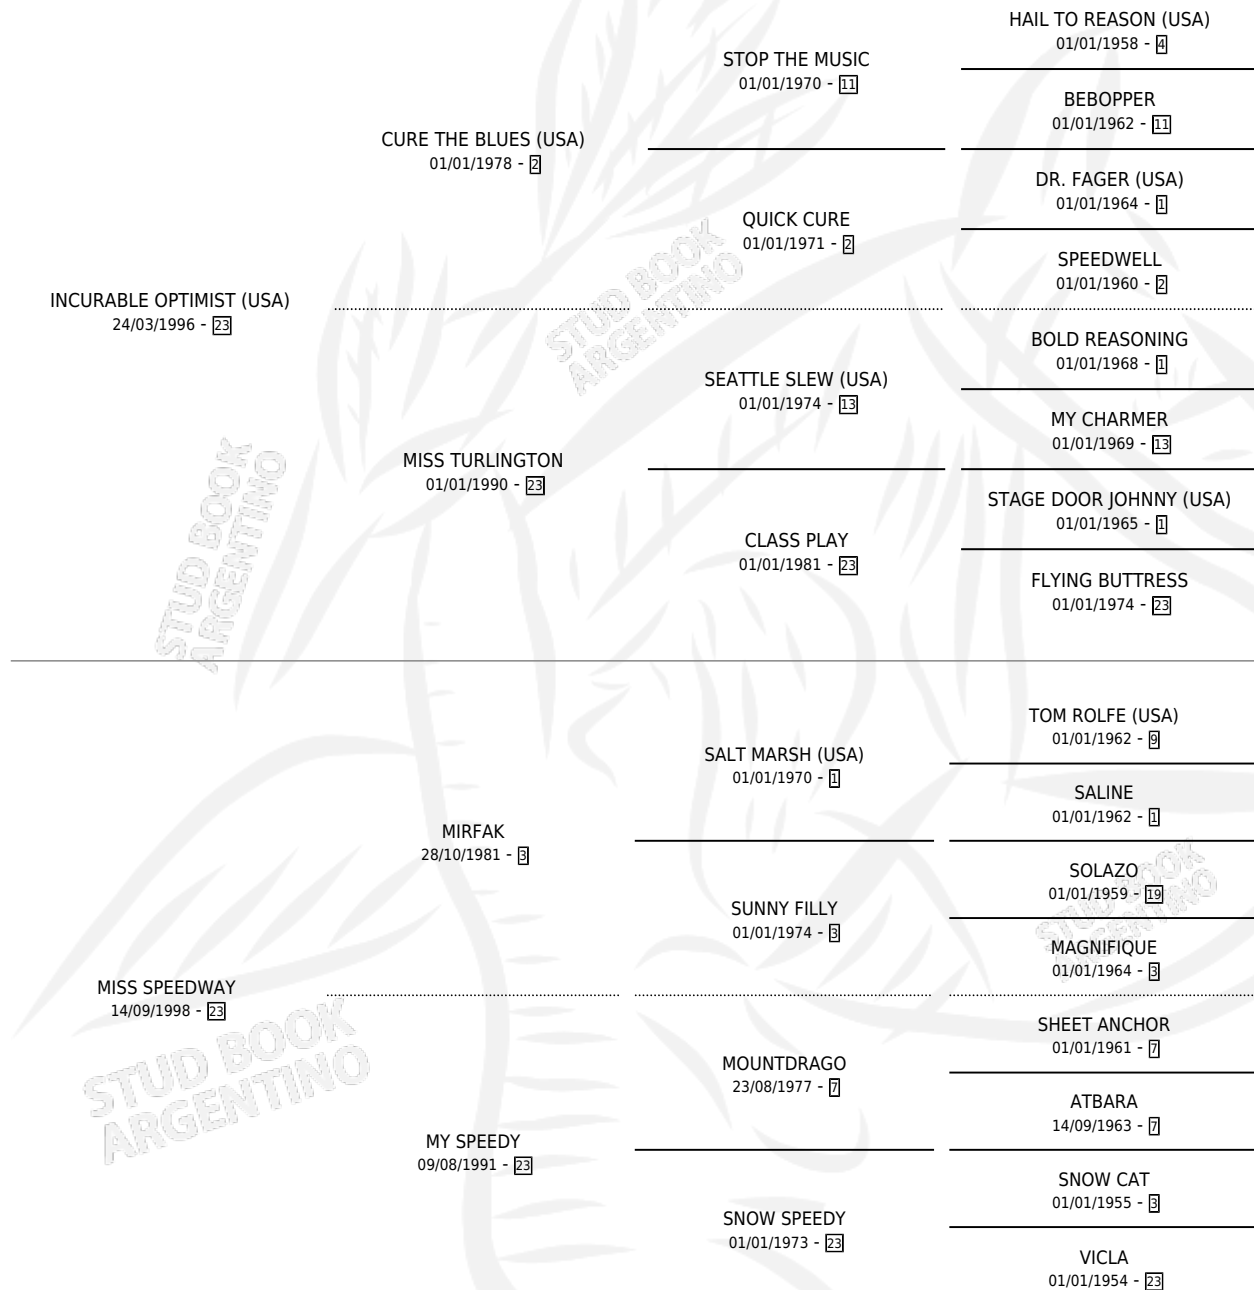 HAIL TO REASON (USA)
01/01/1958 - 4
STOP THE MUSIC
01/01/1970 - 11
BEBOPPER
01/01/1962 - 11
CURE THE BLUES (USA)
01/01/1978 - 2
DR. FAGER (USA)
01/01/1964 - 1
QUICK CURE
01/01/1971 - 2
SPEEDWELL
01/01/1960 - 2
INCURABLE OPTIMIST (USA)
24/03/1996 - 23
BOLD REASONING
01/01/1968 - 1
SEATTLE SLEW (USA)
01/01/1974 - 13
MY CHARMER
01/01/1969 - 13
MISS TURLINGTON
01/01/1990 - 23
STAGE DOOR JOHNNY (USA)
01/01/1965 - 1
CLASS PLAY
01/01/1981 - 23
FLYING BUTTRESS
01/01/1974 - 23
TOM ROLFE (USA)
01/01/1962 - 9
SALT MARSH (USA)
01/01/1970 - 1
SALINE
01/01/1962 - 1
MIRFAK
28/10/1981 - 3
SOLAZO
01/01/1959 - 19
SUNNY FILLY
01/01/1974 - 3
MAGNIFIQUE
01/01/1964 - 3
MISS SPEEDWAY
14/09/1998 - 23
SHEET ANCHOR
01/01/1961 - 7
MOUNTDRAGO
23/08/1977 - 7
ATBARA
14/09/1963 - 7
MY SPEEDY
09/08/1991 - 23
SNOW CAT
01/01/1955 - 3
SNOW SPEEDY
01/01/1973 - 23
VICLA
01/01/1954 - 23
STUD BOOK
ARGENTINO
STUD BOOK
ARGENTINO
STUD BOOK
ARGENTINO
STUD BOOK
ARGENTINO